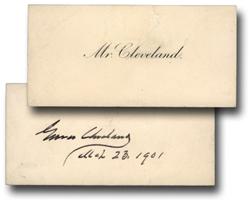 Mr. Cleveland.
Grover Cleveland
Mch 23, 1901